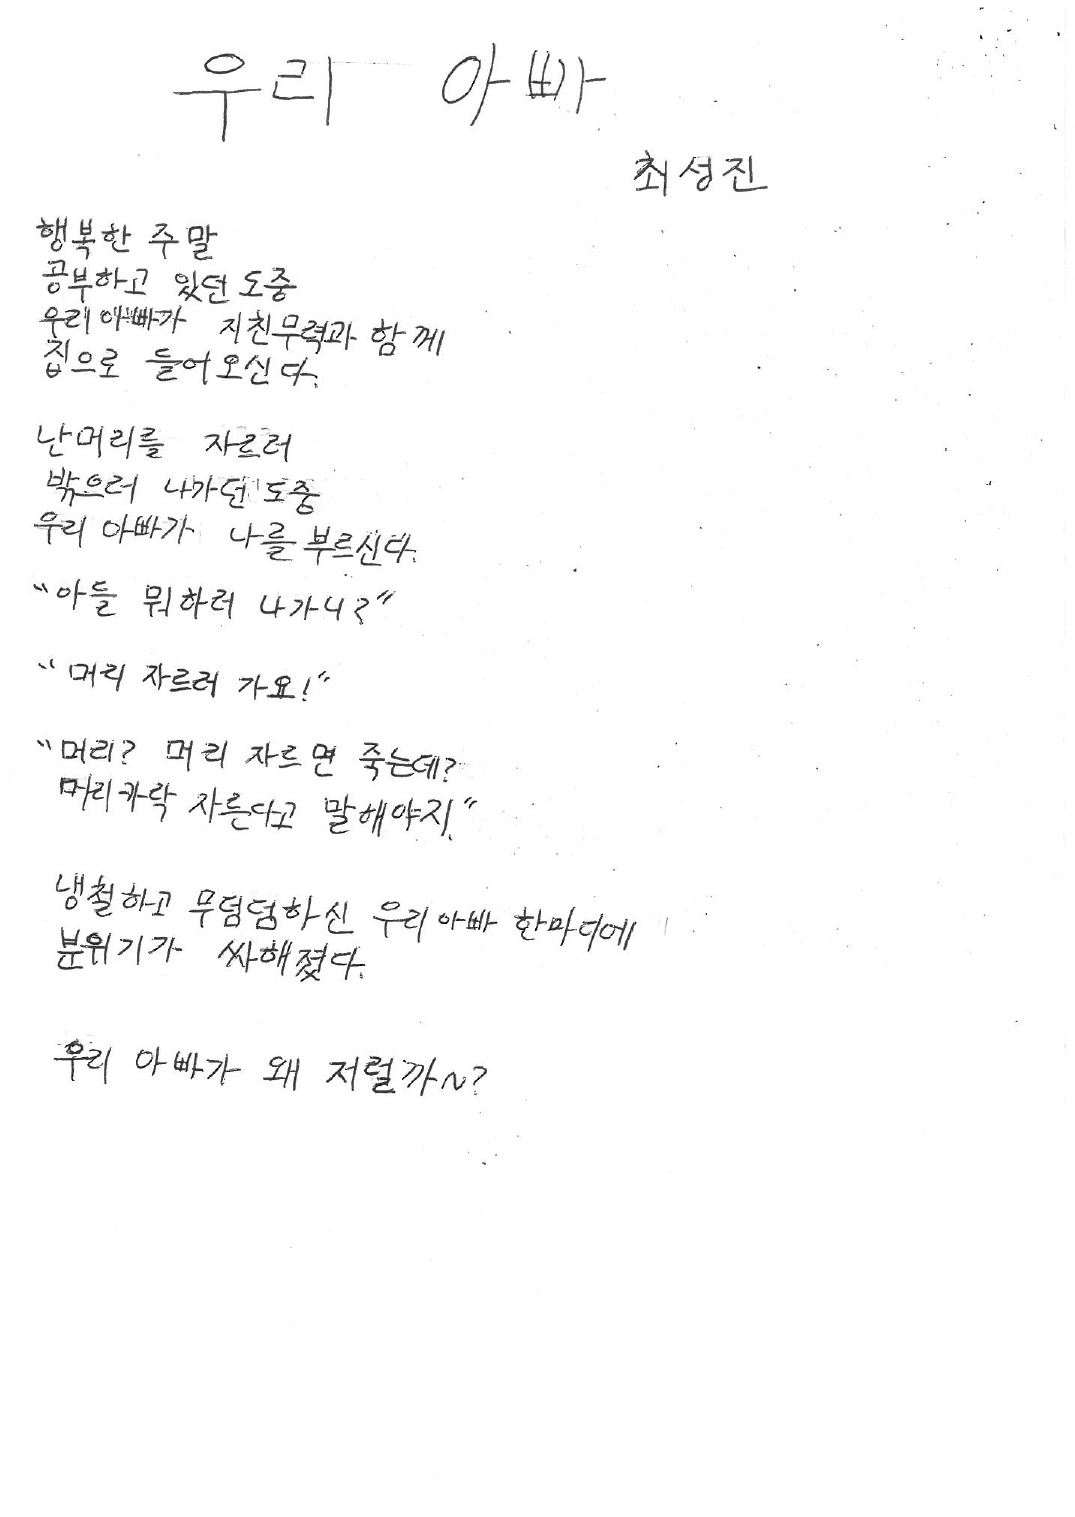 우리 아빠
최성진
행복한 주말
공부하고 있던 도중
우리 아빠가 지친무력과 함께
집으로 들어오신다.
난머리를 자르러
밖으러 나가던 도중
우리 아빠가 나를 부르신다.
"아들 뭐하러 나가니?"
"머리 자르러 가요!"
"머리? 머리 자르면 죽는데?
머리카락 자른다고 말해야지."
냉철하고 무덤덤하신 우리 아빠 한마디에
분위기가 싸해졌다.
우리 아빠가 왜 저럴까~?